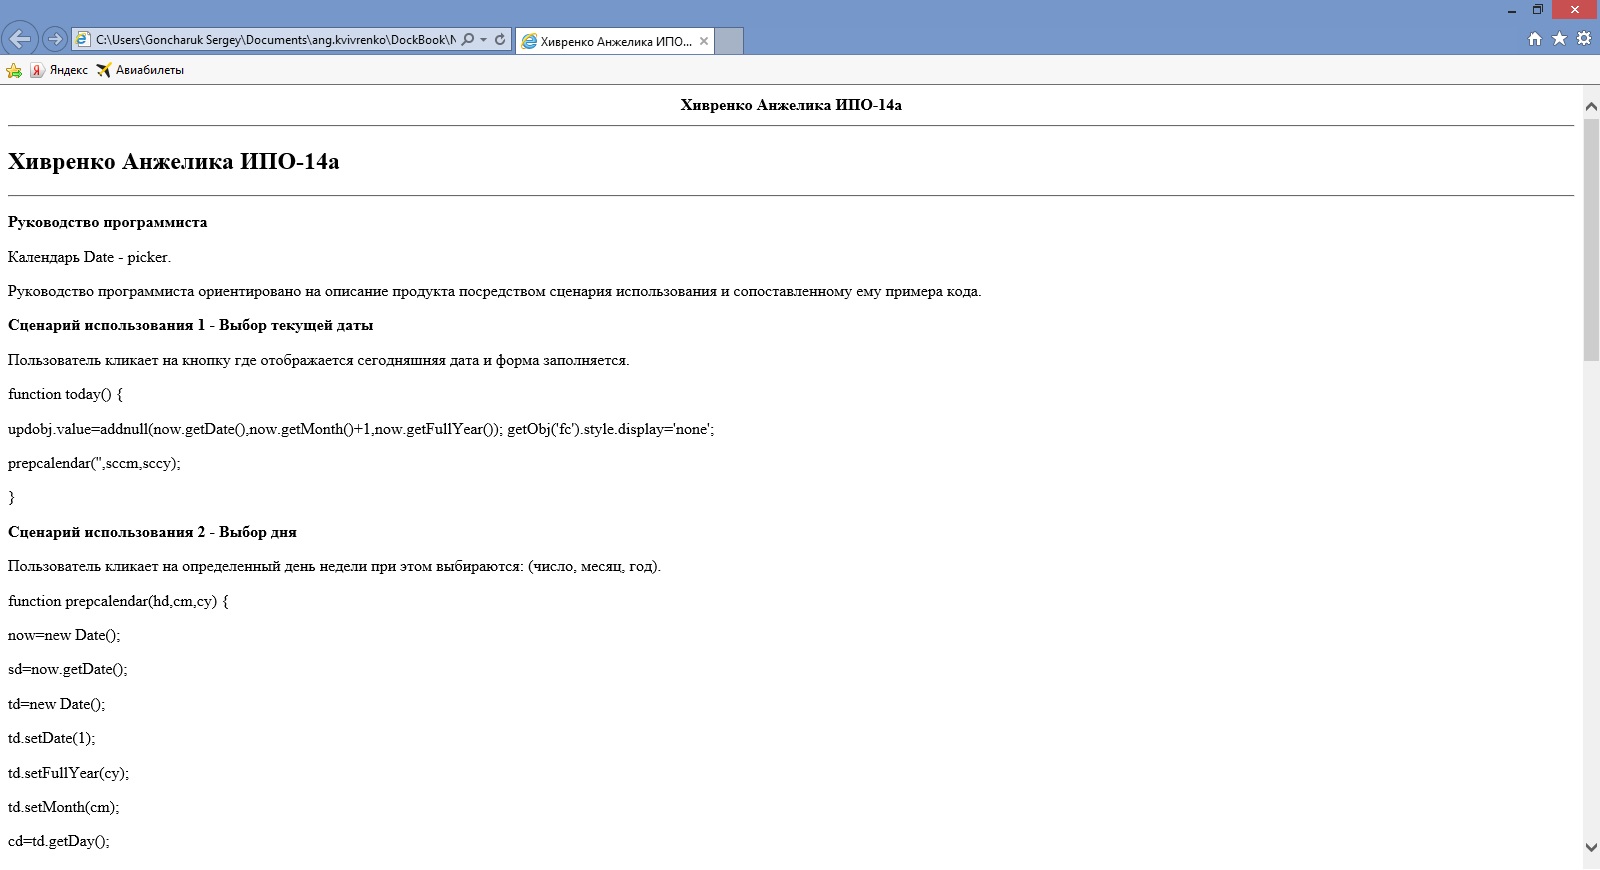 C:\Users\Goncharuk Sergey\Documents\ang.kvivrenko\DockBook\N
Хивренко Анжелика ИПО...
Яндекс
Авиабилеты
Хивренко Анжелика ИПО-14а
Хивренко Анжелика ИПО-14а
Руководство программиста
Календарь Date - picker.
Руководство программиста ориентировано на описание продукта посредством сценария использования и сопоставленному ему примера кода.
Сценарий использования 1 - Выбор текущей даты
Пользователь кликает на кнопку где отображается сегодняшняя дата и форма заполняется.
function today() {
updobj.value=addnull(now.getDate(),now.getMonth()+1,now.getFullYear()); getObj('fc').style.display='none';
prepcalendar('',sccm,sccy);
}
Сценарий использования 2 - Выбор дня
Пользователь кликает на определенный день недели при этом выбираются: (число, месяц, год).
function prepcalendar(hd,cm,cy) {
now=new Date();
sd=now.getDate();
td=new Date();
td.setDate(1);
td.setFullYear(cy);
td.setMonth(cm);
cd=td.getDay();